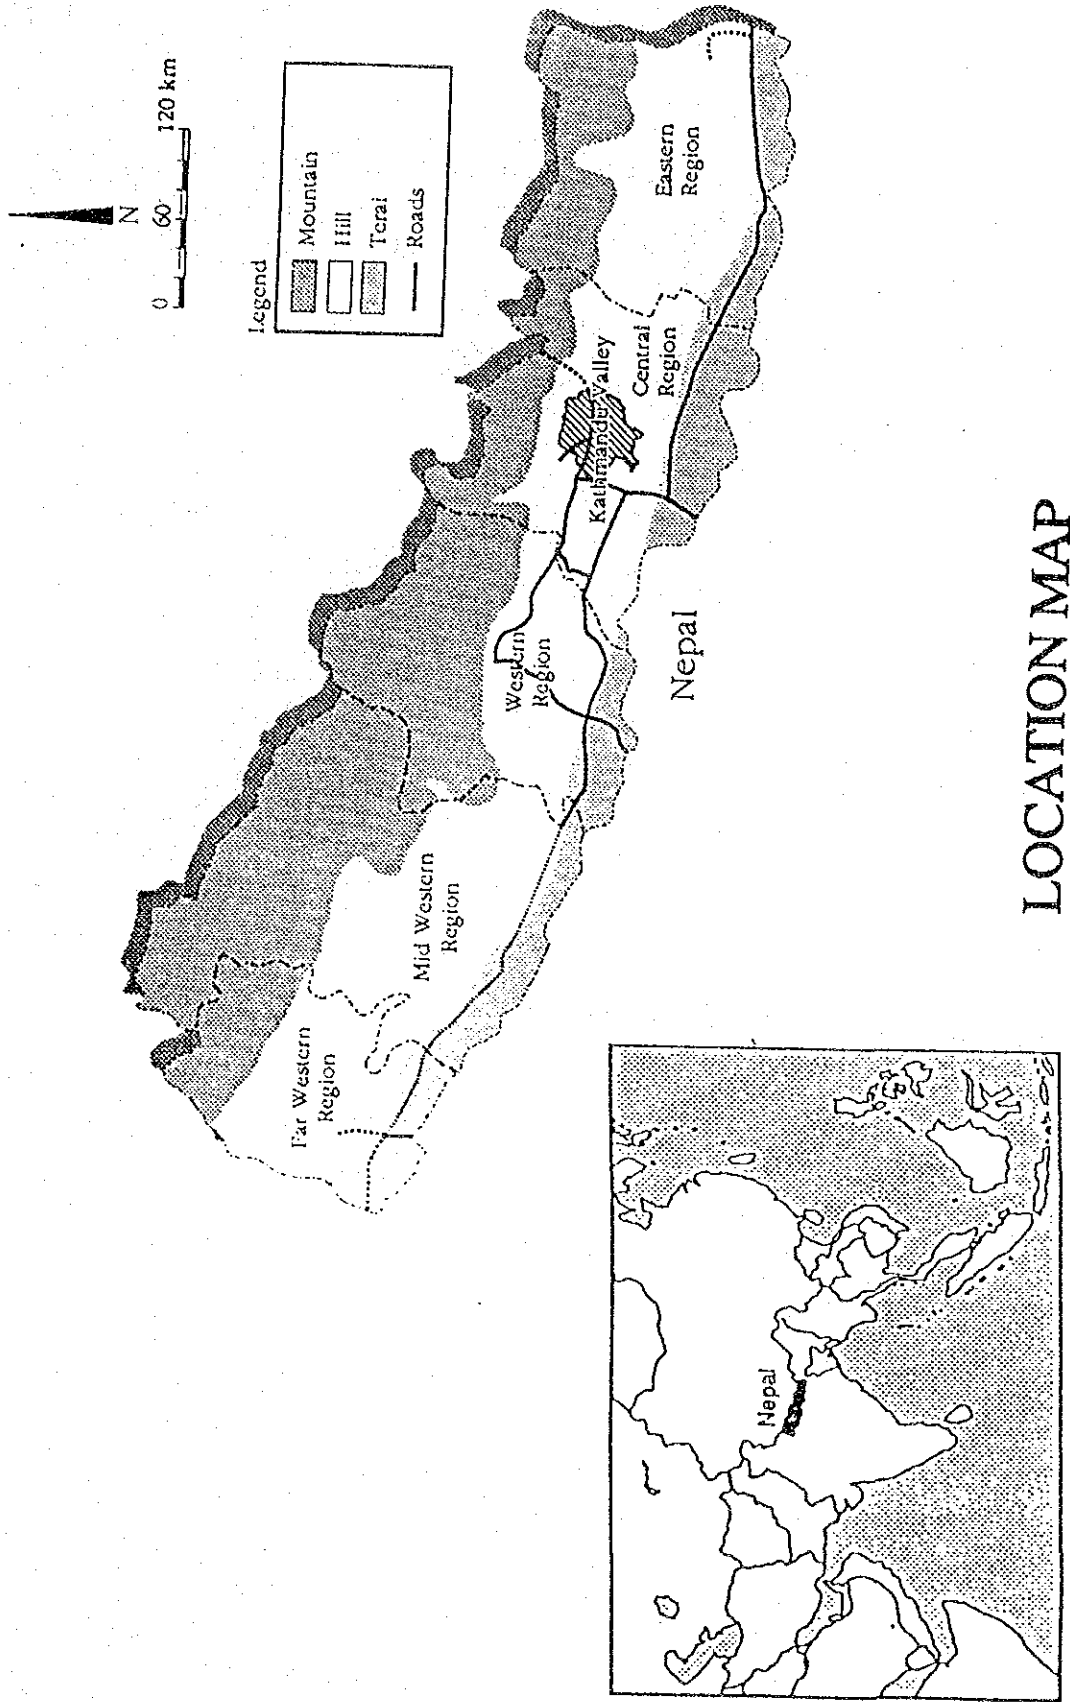 N
0 60 120 km
Legend
Mountain
Hill
Terai
Roads
Far Western
Region
Mid Western
Region
Western
Region
Kathmandu Valley
Central
Region
Eastern
Region
Nepal
Nepal
LOCATION MAP